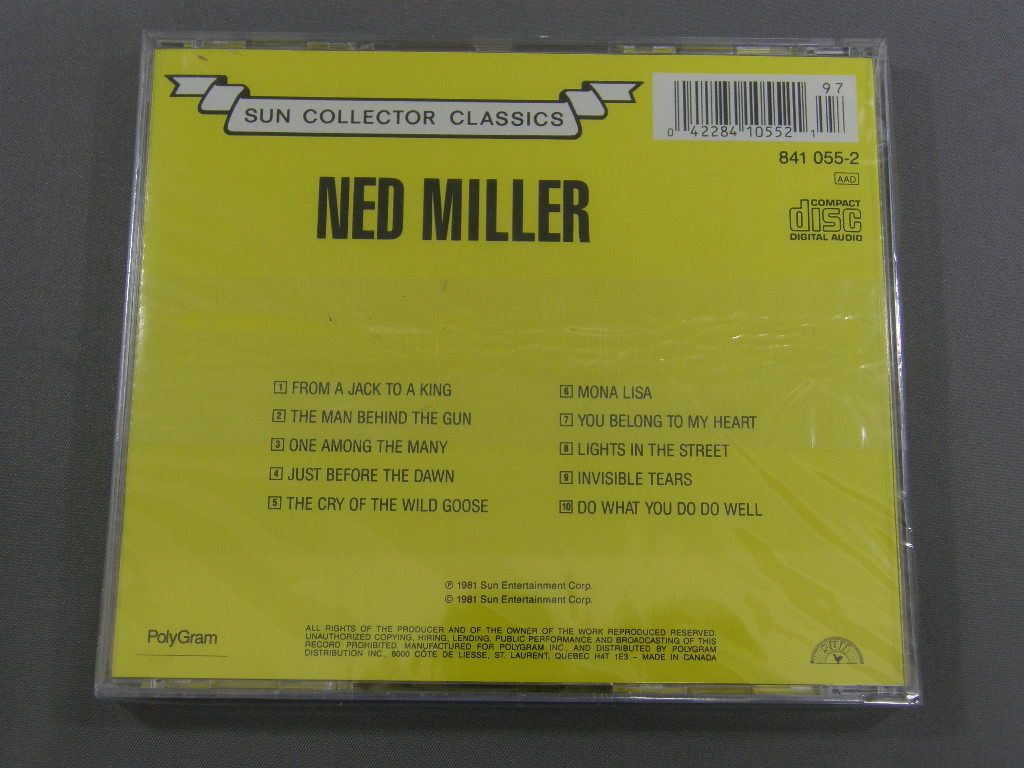 SUN COLLECTOR CLASSICS
97
0 42284 10552 1
841 055-2
AAD
NED MILLER
COMPACT
disc
DIGITAL AUDIO
1 FROM A JACK TO A KING
2 THE MAN BEHIND THE GUN
3 ONE AMONG THE MANY
4 JUST BEFORE THE DAWN
5 THE CRY OF THE WILD GOOSE
6 MONA LISA
7 YOU BELONG TO MY HEART
8 LIGHTS IN THE STREET
9 INVISIBLE TEARS
10 DO WHAT YOU DO DO WELL
℗ 1981 Sun Entertainment Corp.
© 1981 Sun Entertainment Corp.
PolyGram
ALL RIGHTS OF THE PRODUCER AND OF THE OWNER OF THE WORK REPRODUCED RESERVED.
UNAUTHORIZED COPYING, HIRING, LENDING, PUBLIC PERFORMANCE AND BROADCASTING OF THIS
RECORD PROHIBITED. MANUFACTURED FOR POLYGRAM INC., AND DISTRIBUTED BY POLYGRAM
DISTRIBUTION INC., 6000 CÔTE DE LIESSE, ST. LAURENT, QUEBEC H4T 1E3 – MADE IN CANADA
SUN